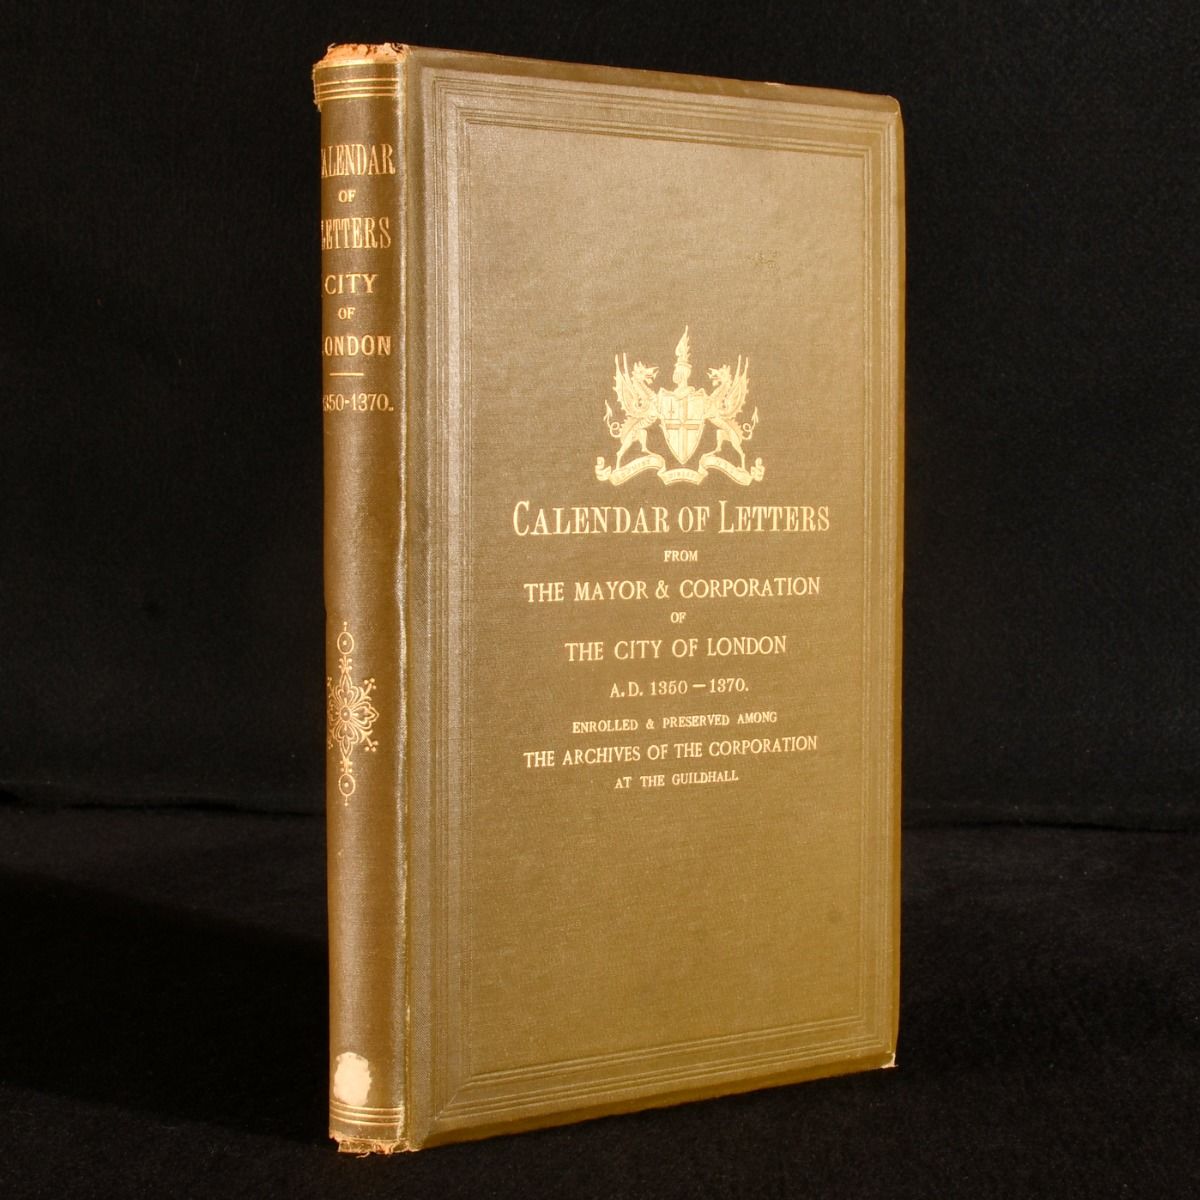 CALENDAR
OF
LETTERS
CITY
OF
LONDON
1350-1370.
CALENDAR OF LETTERS
FROM
THE MAYOR & CORPORATION
OF
THE CITY OF LONDON
A.D. 1350 — 1370.
ENROLLED & PRESERVED AMONG
THE ARCHIVES OF THE CORPORATION
AT THE GUILDHALL